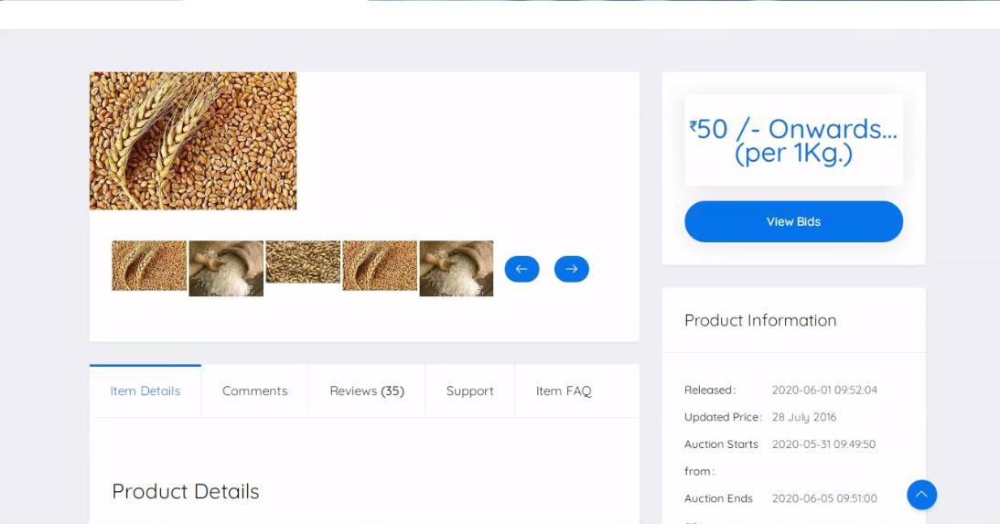 ₹50 /- Onwards...
(per 1Kg.)
View Bids
Item Details Comments Reviews (35) Support Item FAQ
Product Details
Product Information
Released: 2020-06-01 09:52:04
Updated Price: 28 July 2016
Auction Starts from: 2020-05-31 09:49:50
Auction Ends 2020-06-05 09:51:00